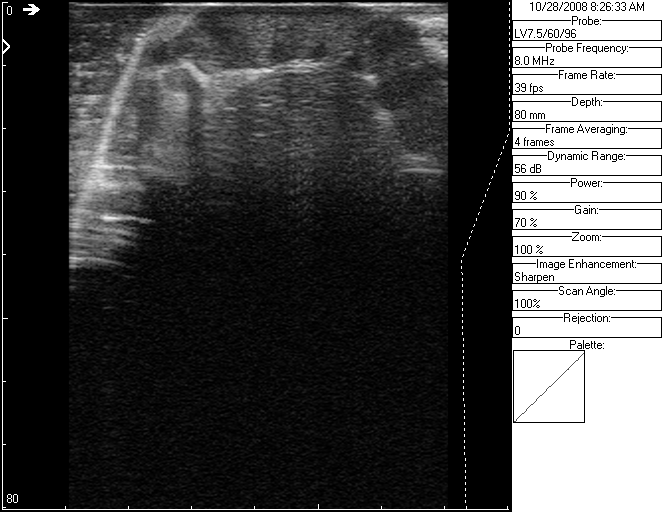 0
10/28/2008 8:26:33 AM
Probe:
LV7.5/60/96
Probe Frequency:
8.0 MHz
Frame Rate:
39 fps
Depth:
80 mm
Frame Averaging:
4 frames
Dynamic Range:
56 dB
Power:
90 %
Gain:
70 %
Zoom:
100 %
Image Enhancement:
Sharpen
Scan Angle:
100%
Rejection:
0
Palette:
80